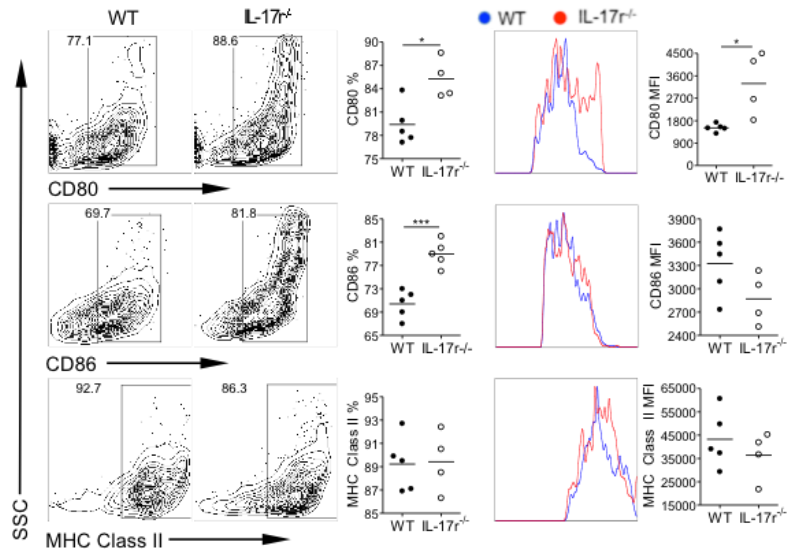 WT IL-17r-/- WT IL-17r-/-
77.1 88.6
CD80 %
90
87
84
81
78
75
*
WT IL-17r-/-
CD80 MFI
4500
3600
2700
1800
900
0
*
WT IL-17r-/-
CD80
69.7 81.8
CD86 %
85
81
77
73
69
65
***
WT IL-17r-/-
CD86 MFI
3900
3600
3300
3000
2700
2400
WT IL-17r-/-
CD86
92.7 86.3
MHC Class II %
95
93
91
89
87
85
WT IL-17r-/-
MHC Class II MFI
65000
55000
45000
35000
25000
15000
WT IL-17r-/-
MHC Class II
SSC